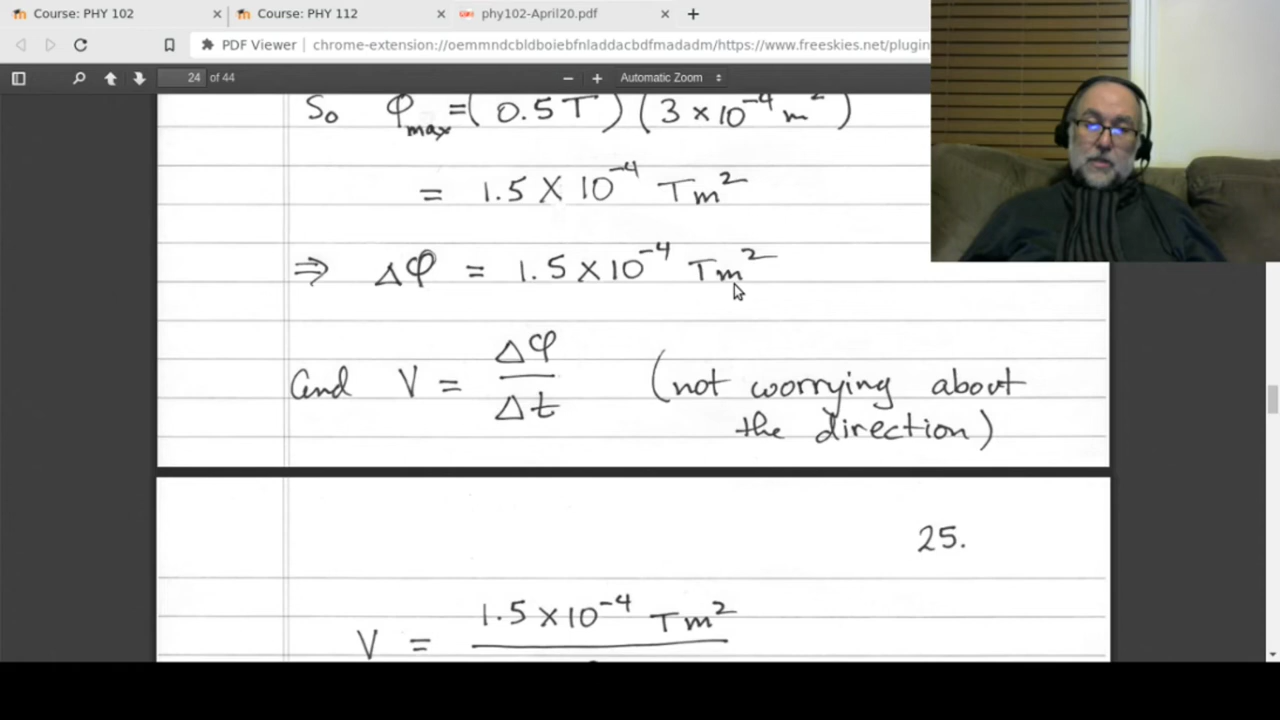 Course: PHY 102
Course: PHY 112
phy102-April20.pdf
PDF Viewer
chrome-extension://oemmndcbldboiebfnladdacbdfmadadm/https://www.freeskies.net/plugin
24 of 44
Automatic Zoom
So φmax = (0.5 T)(3 × 10⁻⁴ m²)
= 1.5 × 10⁻⁴ Tm²
⇒ Δφ = 1.5 × 10⁻⁴ Tm²
and V = Δφ / Δt (not worrying about
the direction)
25.
V = 1.5 × 10⁻⁴ Tm²